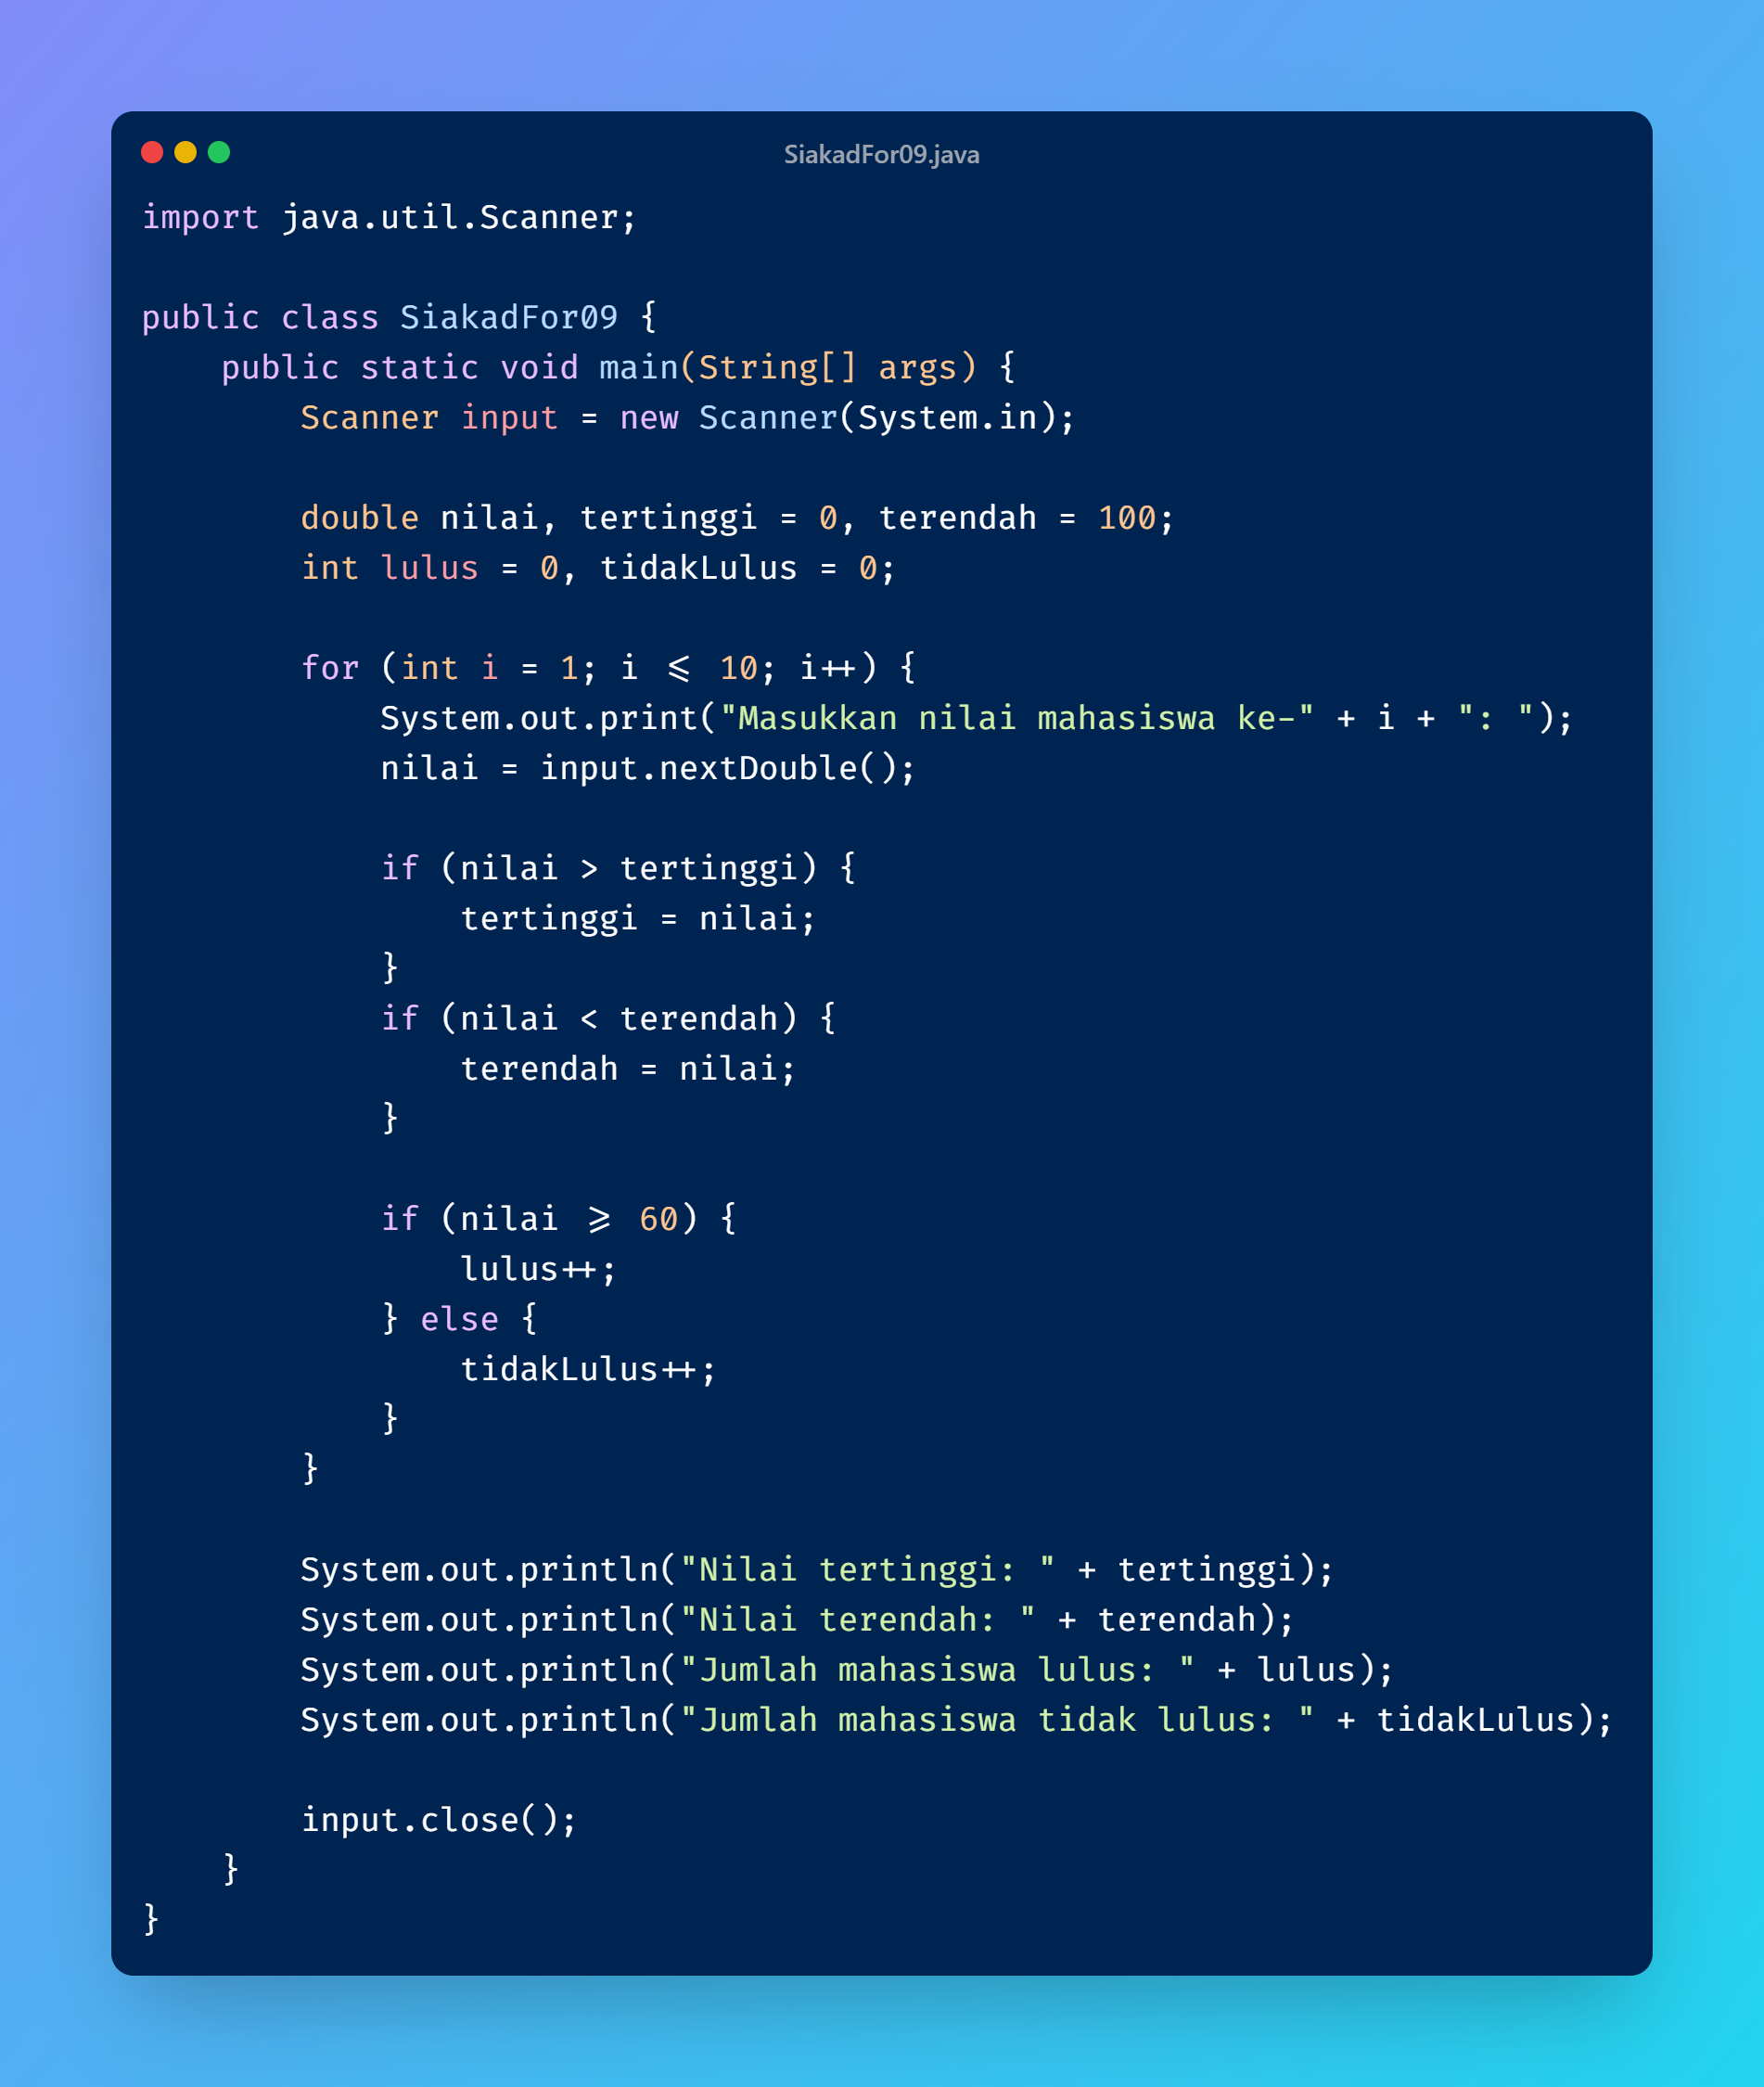 SiakadFor09.java
import java.util.Scanner;
public class SiakadFor09 {
    public static void main(String[] args) {
        Scanner input = new Scanner(System.in);
        double nilai, tertinggi = 0, terendah = 100;
        int lulus = 0, tidakLulus = 0;
        for (int i = 1; i <= 10; i++) {
            System.out.print("Masukkan nilai mahasiswa ke-" + i + ": ");
            nilai = input.nextDouble();
            if (nilai > tertinggi) {
                tertinggi = nilai;
            }
            if (nilai < terendah) {
                terendah = nilai;
            }
            if (nilai >= 60) {
                lulus++;
            } else {
                tidakLulus++;
            }
        }
        System.out.println("Nilai tertinggi: " + tertinggi);
        System.out.println("Nilai terendah: " + terendah);
        System.out.println("Jumlah mahasiswa lulus: " + lulus);
        System.out.println("Jumlah mahasiswa tidak lulus: " + tidakLulus);
        input.close();
    }
}